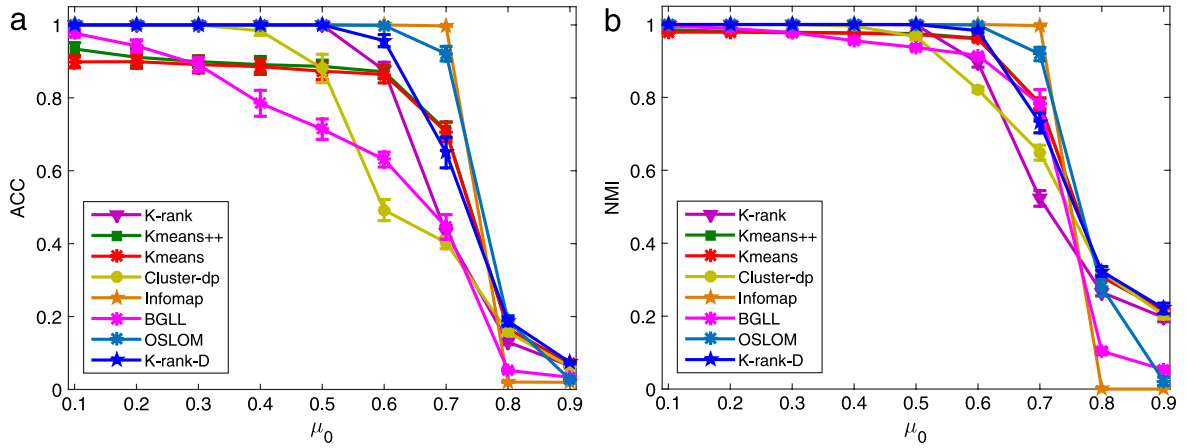 a
ACC
1
0.8
0.6
0.4
0.2
0
K-rank
Kmeans++
Kmeans
Cluster-dp
Infomap
BGLL
OSLOM
K-rank-D
0.1 0.2 0.3 0.4 0.5 0.6 0.7 0.8 0.9
μ0
b
NMI
1
0.8
0.6
0.4
0.2
0
K-rank
Kmeans++
Kmeans
Cluster-dp
Infomap
BGLL
OSLOM
K-rank-D
0.1 0.2 0.3 0.4 0.5 0.6 0.7 0.8 0.9
μ0